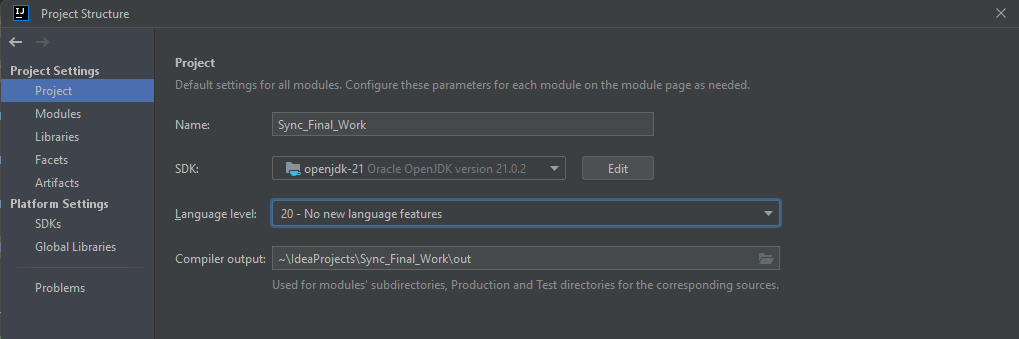 IJ Project Structure
Project Settings
Project
Modules
Libraries
Facets
Artifacts
Platform Settings
SDKs
Global Libraries
Problems
Project
Default settings for all modules. Configure these parameters for each module on the module page as needed.
Name: Sync_Final_Work
SDK: openjdk-21 Oracle OpenJDK version 21.0.2 Edit
Language level: 20 - No new language features
Compiler output: ~\IdeaProjects\Sync_Final_Work\out
Used for modules' subdirectories, Production and Test directories for the corresponding sources.